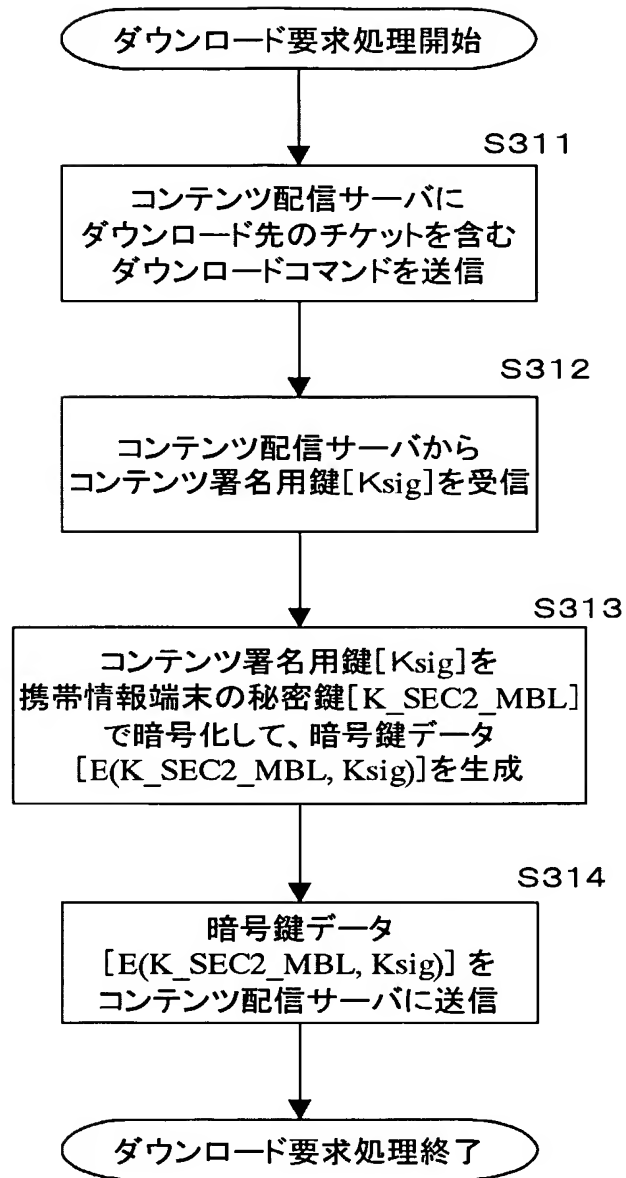 ダウンロード要求処理開始
S311
コンテンツ配信サーバに
ダウンロード先のチケットを含む
ダウンロードコマンドを送信
S312
コンテンツ配信サーバから
コンテンツ署名用鍵[Ksig]を受信
S313
コンテンツ署名用鍵[Ksig]を
携帯情報端末の秘密鍵[K_SEC2_MBL]
で暗号化して、暗号鍵データ
[E(K_SEC2_MBL, Ksig)]を生成
S314
暗号鍵データ
[E(K_SEC2_MBL, Ksig)] を
コンテンツ配信サーバに送信
ダウンロード要求処理終了